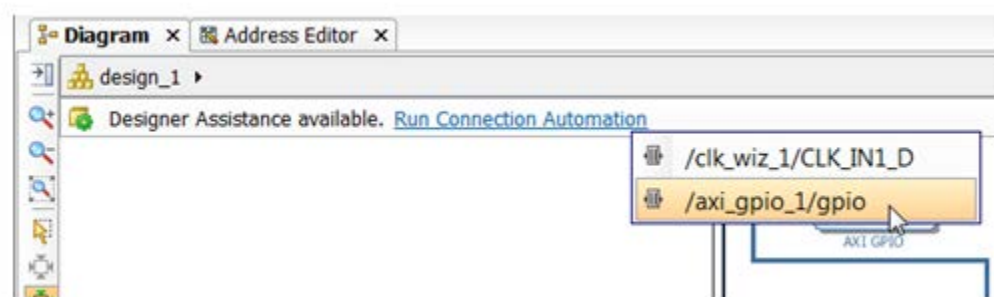 Diagram × Address Editor ×
design_1
Designer Assistance available. Run Connection Automation
/clk_wiz_1/CLK_IN1_D
/axi_gpio_1/gpio
AXI GPIO